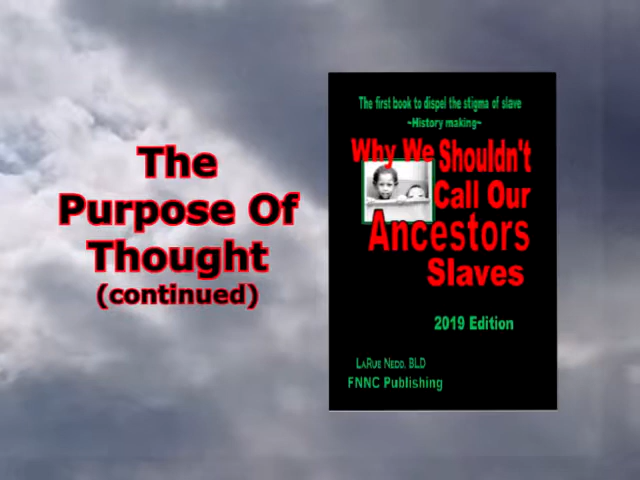 The
Purpose Of
Thought
(continued)
The first book to dispel the stigma of slave
~History making~
Why We Shouldn't
Call Our
Ancestors
Slaves
2019 Edition
LaRue Nedd, BLD
FNNC Publishing